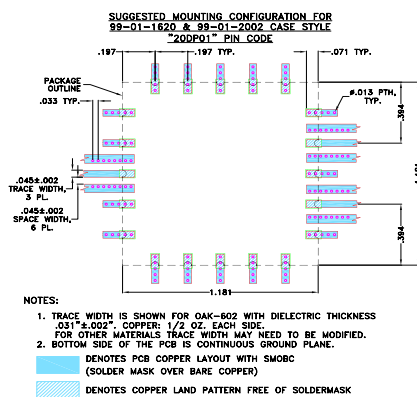 SUGGESTED MOUNTING CONFIGURATION FOR
99-01-1620 & 99-01-2002 CASE STYLE
"20DP01" PIN CODE
.197
.197 TYP.
.071 TYP.
PACKAGE
OUTLINE
.033 TYP.
ø.013 PTH,
TYP.
.394
.045±.002
TRACE WIDTH,
3 PL.
.045±.002
SPACE WIDTH,
6 PL.
.394
1.181
NOTES:
1. TRACE WIDTH IS SHOWN FOR OAK-602 WITH DIELECTRIC THICKNESS
.031"±.002". COPPER: 1/2 OZ. EACH SIDE.
FOR OTHER MATERIALS TRACE WIDTH MAY NEED TO BE MODIFIED.
2. BOTTOM SIDE OF THE PCB IS CONTINUOUS GROUND PLANE.
DENOTES PCB COPPER LAYOUT WITH SMOBC
(SOLDER MASK OVER BARE COPPER)
DENOTES COPPER LAND PATTERN FREE OF SOLDERMASK